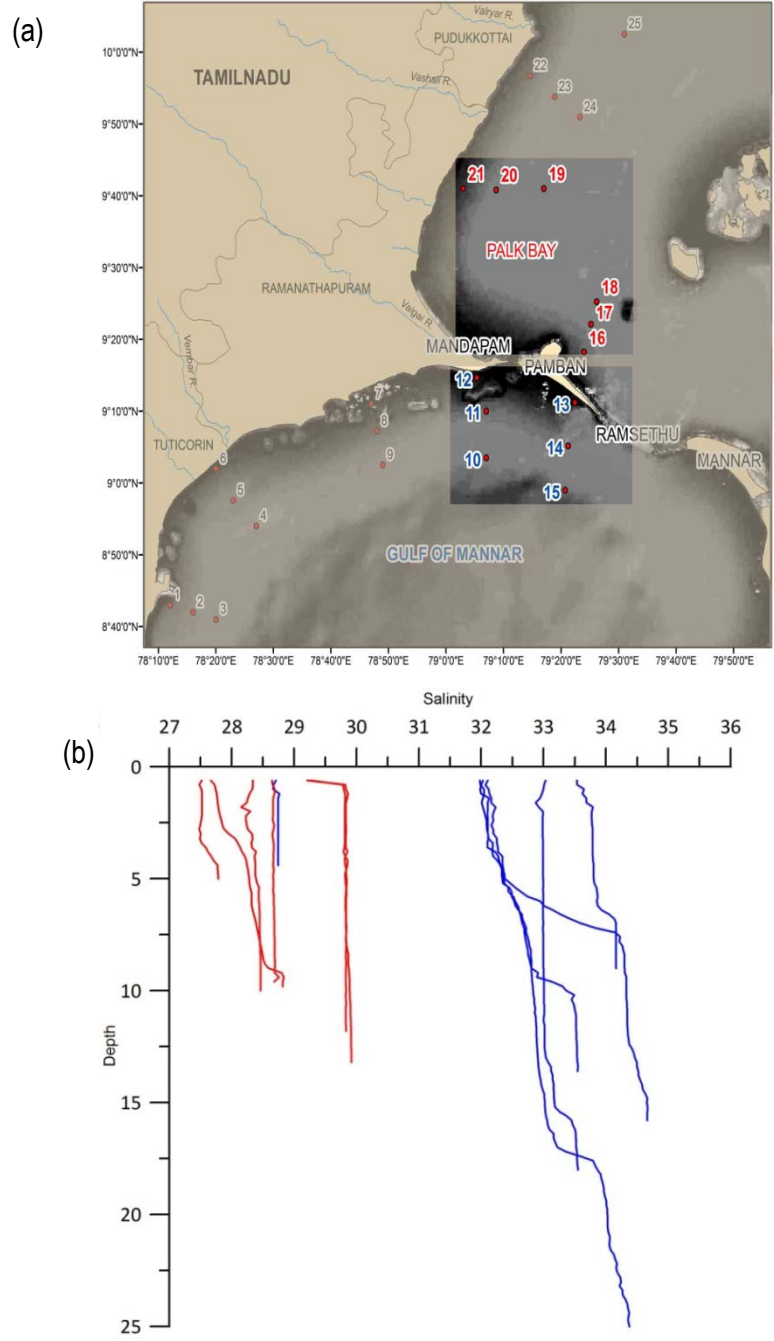 (a)
10°0'0"N
9°50'0"N
9°40'0"N
9°30'0"N
9°20'0"N
9°10'0"N
9°0'0"N
8°50'0"N
8°40'0"N
78°10'0"E 78°20'0"E 78°30'0"E 78°40'0"E 78°50'0"E 79°0'0"E 79°10'0"E 79°20'0"E 79°30'0"E 79°40'0"E 79°50'0"E
Valryar R.
PUDUKKOTTAI
25
TAMILNADU
Vashali R.
22
23
24
21 20 19
PALK BAY
RAMANATHAPURAM
Vaigai R.
18
17
16
Vambar R.
MANDAPAM
PAMBAN
12
7
11
13
8
RAMSETHU
TUTICORIN
14
MANNAR
6
9
10
5
15
4
GULF OF MANNAR
1
2
3
(b)
Salinity
27 28 29 30 31 32 33 34 35 36
0
5
10
15
20
25
Depth